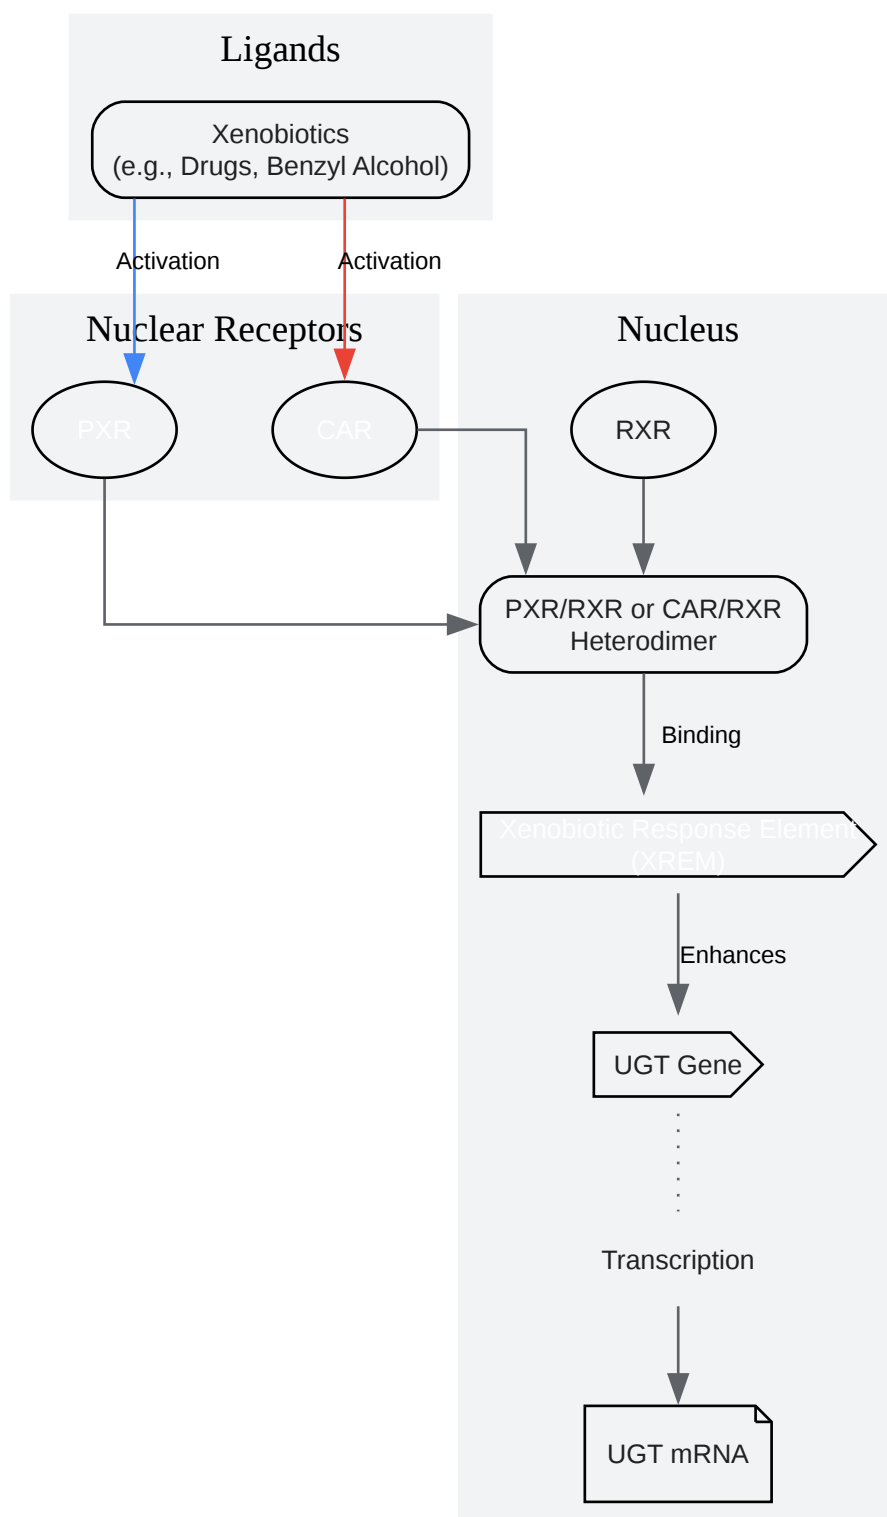 Ligands
Xenobiotics
(e.g., Drugs, Benzyl Alcohol)
Activation
Activation
Nuclear Receptors
Nucleus
PXR
CAR
RXR
PXR/RXR or CAR/RXR
Heterodimer
Binding
Xenobiotic Response Element
(XREM)
Enhances
UGT Gene
Transcription
UGT mRNA